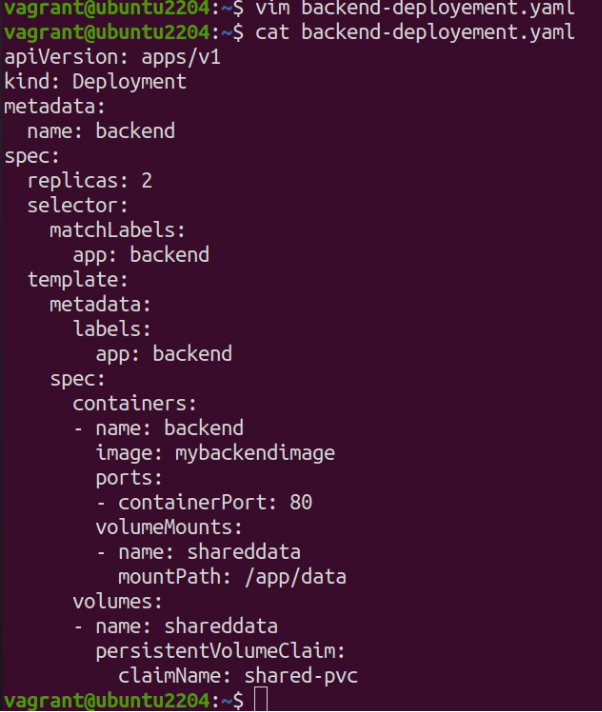 vagrant@ubuntu2204:~$ vim backend-deployement.yaml
vagrant@ubuntu2204:~$ cat backend-deployement.yaml
apiVersion: apps/v1
kind: Deployment
metadata:
  name: backend
spec:
  replicas: 2
  selector:
    matchLabels:
      app: backend
  template:
    metadata:
      labels:
        app: backend
    spec:
      containers:
      - name: backend
        image: mybackendimage
        ports:
        - containerPort: 80
        volumeMounts:
        - name: shareddata
          mountPath: /app/data
      volumes:
      - name: shareddata
        persistentVolumeClaim:
          claimName: shared-pvc
vagrant@ubuntu2204:~$